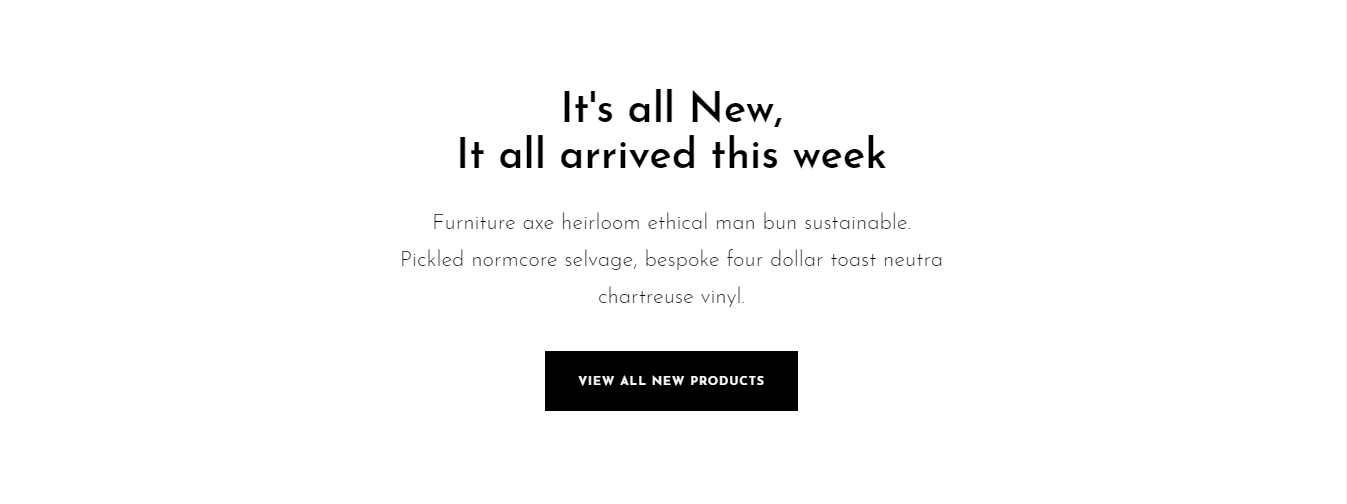 It's all New,
It all arrived this week
Furniture axe heirloom ethical man bun sustainable.
Pickled normcore selvage, bespoke four dollar toast neutra
chartreuse vinyl.
VIEW ALL NEW PRODUCTS